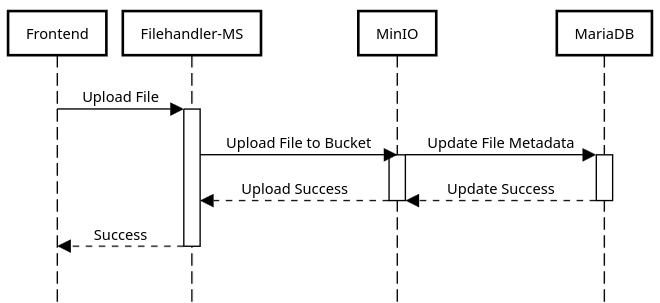 Frontend
Filehandler-MS
MinIO
MariaDB
Upload File
Upload File to Bucket
Update File Metadata
Upload Success
Update Success
Success